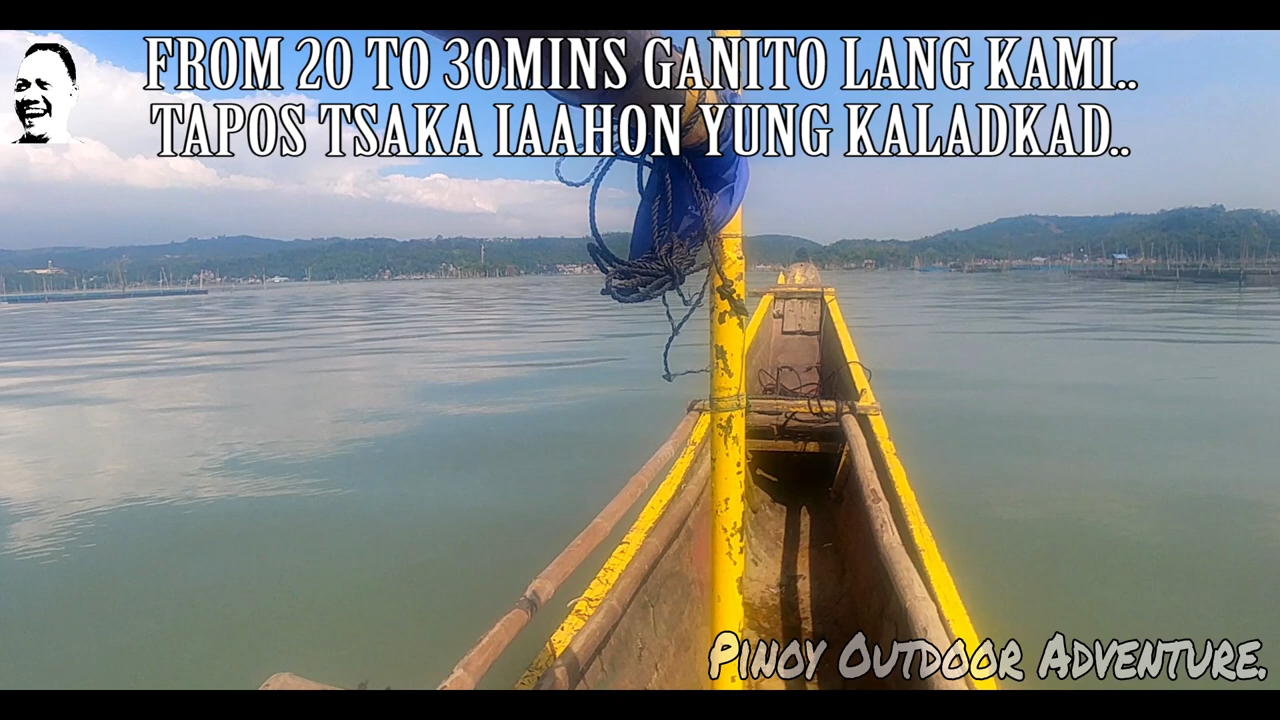 FROM 20 TO 30MINS GANITO LANG KAMI..
TAPOS TSAKA IAAHON YUNG KALADKAD..
PINOY OUTDOOR ADVENTURE.